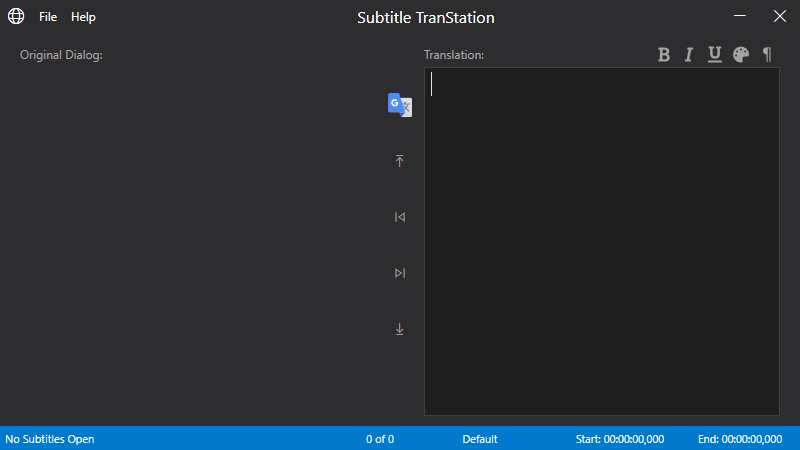 File Help Subtitle TranStation
Original Dialog: Translation: B I U ¶
G 文
No Subtitles Open 0 of 0 Default Start: 00:00:00,000 End: 00:00:00,000